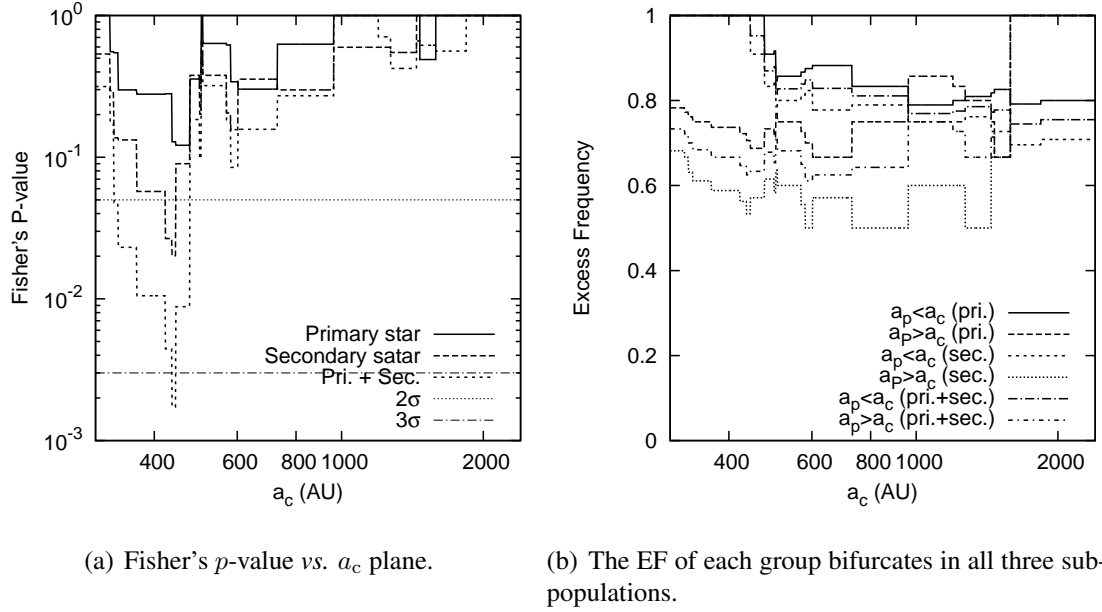 10⁰
10⁻¹
10⁻²
10⁻³
Fisher's P-value
400 600 800 1000 2000
a_c (AU)
Primary star
Secondary satar
Pri. + Sec.
2σ
3σ
1
0.8
0.6
0.4
0.2
0
Excess Frequency
400 600 800 1000 2000
a_c (AU)
a_p<a_c (pri.)
a_P>a_c (pri.)
a_p<a_c (sec.)
a_P>a_c (sec.)
a_p<a_c (pri.+sec.)
a_p>a_c (pri.+sec.)
(a) Fisher's p-value vs. a_c plane.
(b) The EF of each group bifurcates in all three sub-
populations.